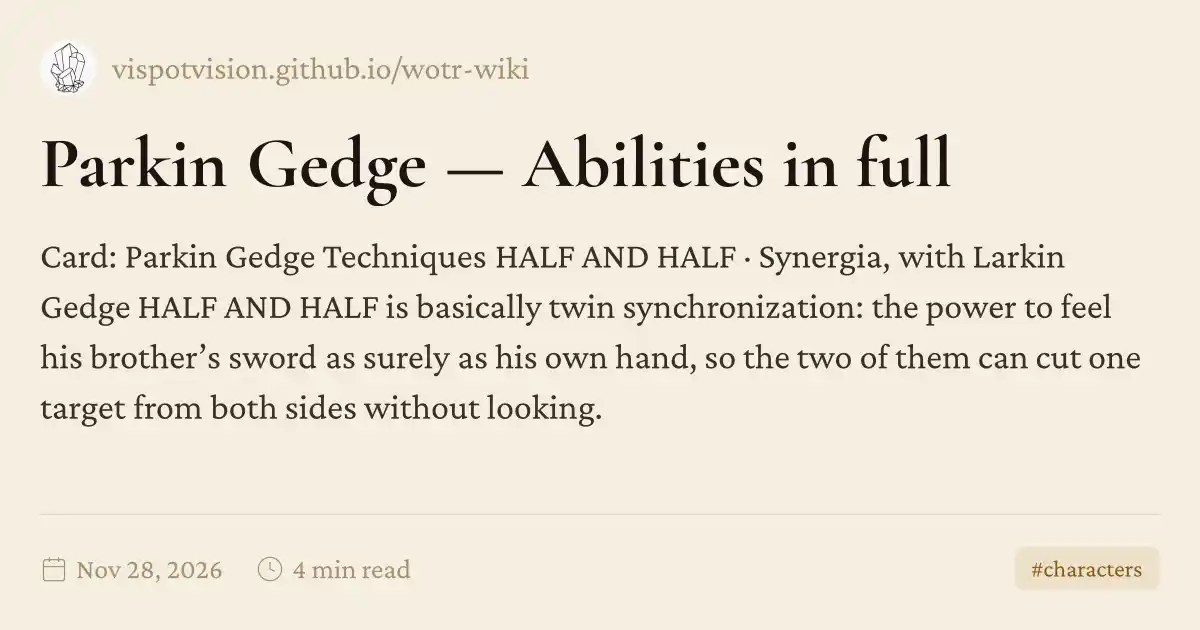 vispotvision.github.io/wotr-wiki
Parkin Gedge — Abilities in full
Card: Parkin Gedge Techniques HALF AND HALF · Synergia, with Larkin
Gedge HALF AND HALF is basically twin synchronization: the power to feel
his brother’s sword as surely as his own hand, so the two of them can cut one
target from both sides without looking.
Nov 28, 2026
4 min read
#characters